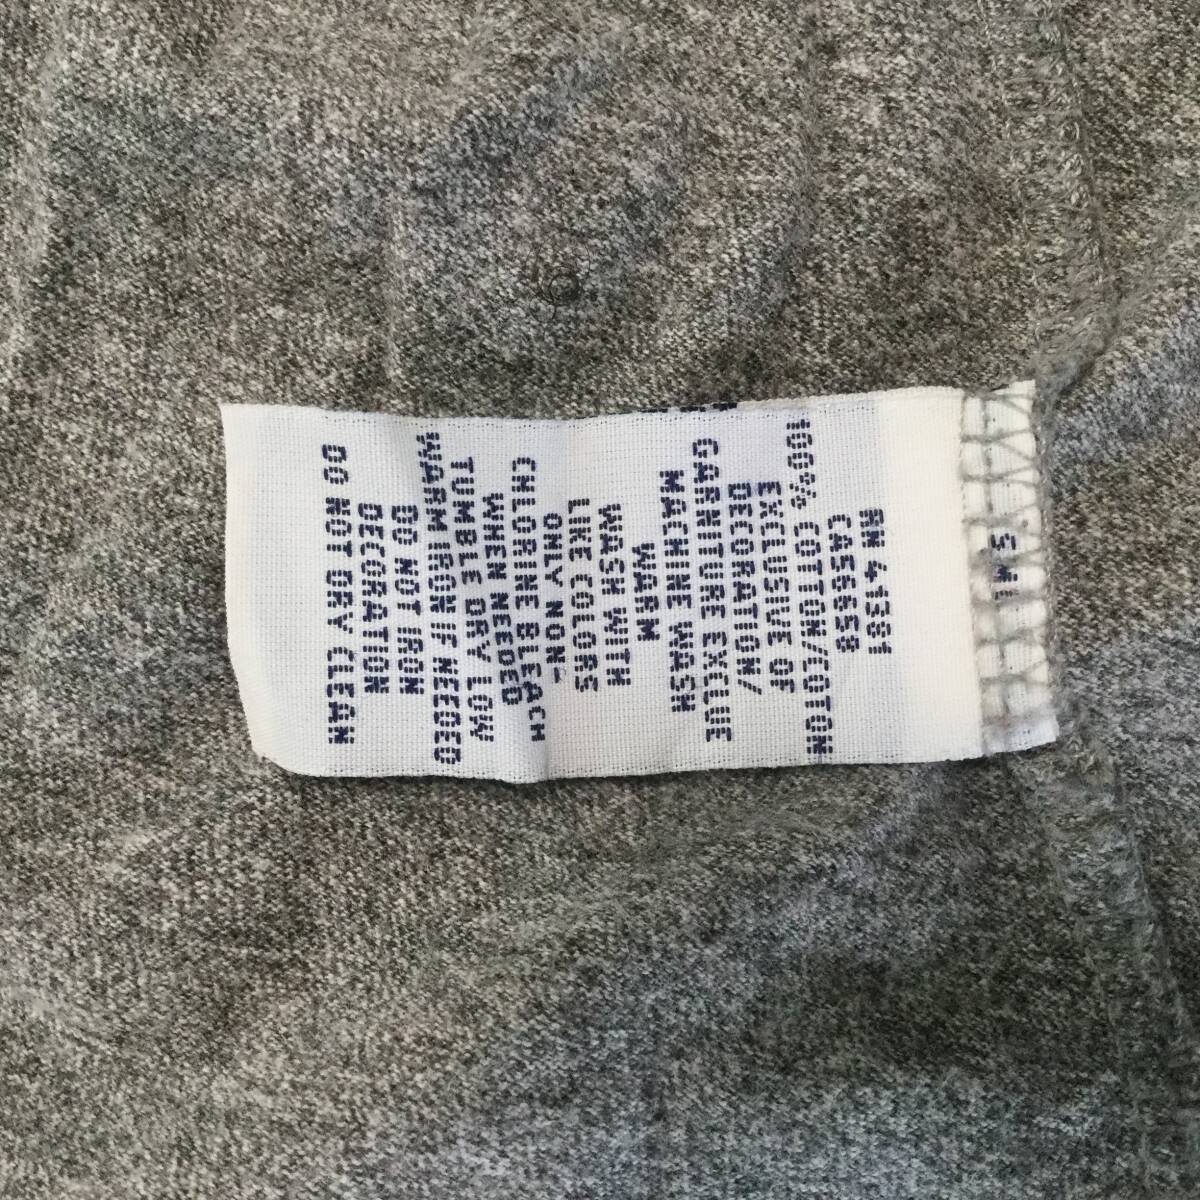 RN 41381
CA56658
100% COTTON/COTON
EXCLUSIVE OF
DECORATION/
GARNITURE EXCLUE
MACHINE WASH
WARM
WASH WITH
LIKE COLORS
ONLY NON-
CHLORINE BLEACH
WHEN NEEDED
TUMBLE DRY LOW
WARM IRON IF NEEDED
DO NOT IRON
DECORATION
DO NOT DRY CLEAN